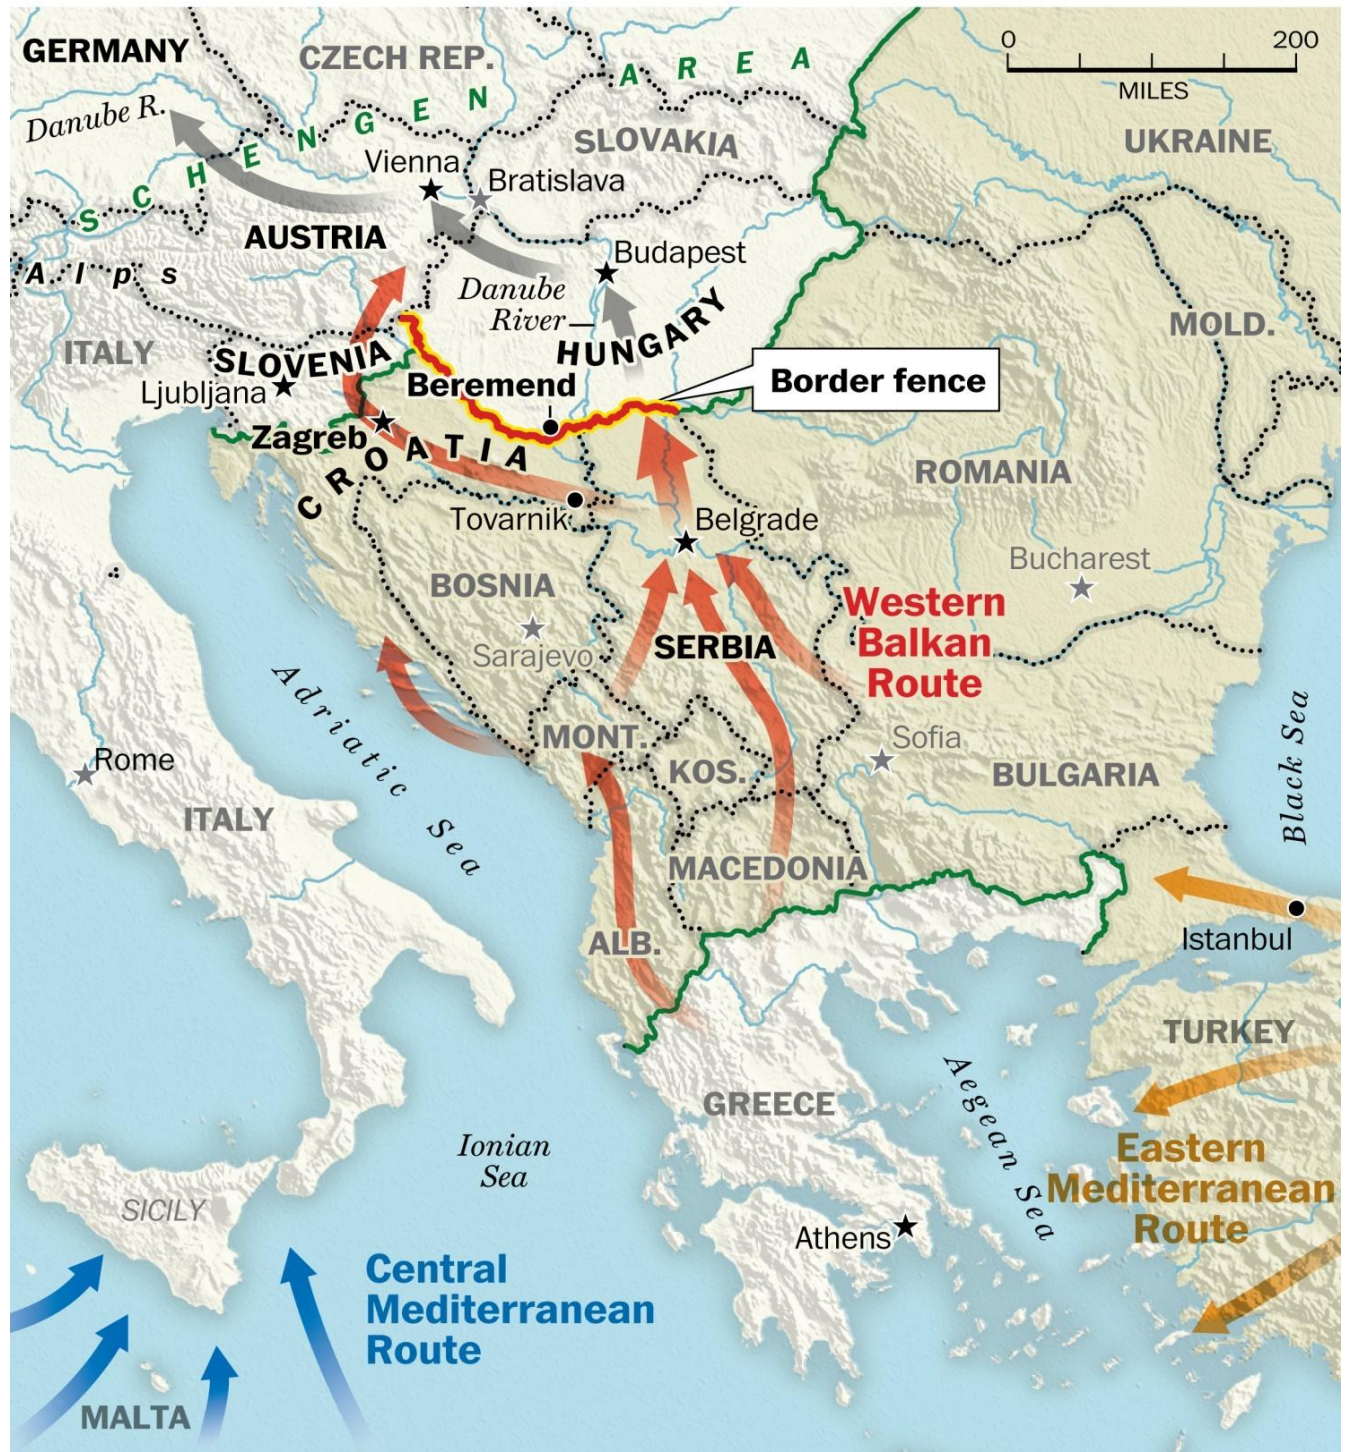 GERMANY
CZECH REP.
SCHENGEN AREA
0 200
MILES
Danube R.
SLOVAKIA
UKRAINE
Vienna
Bratislava
AUSTRIA
Alps
Budapest
Danube
River
HUNGARY
MOLD.
ITALY
SLOVENIA
Ljubljana
Beremend
Border fence
Zagreb
CROATIA
ROMANIA
Tovarnik
Belgrade
Bucharest
BOSNIA
Sarajevo
SERBIA
Western
Balkan
Route
Adriatic Sea
MONT.
KOS.
Sofia
BULGARIA
Black Sea
Rome
ITALY
MACEDONIA
ALB.
Istanbul
TURKEY
GREECE
Aegean Sea
Ionian
Sea
Eastern
Mediterranean
Route
SICILY
Athens
Central
Mediterranean
Route
MALTA